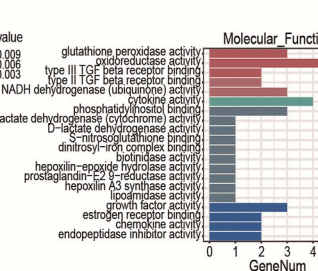 value
0.009
0.006
0.003
Molecular_Functi
glutathione peroxidase activity
oxidoreductase activity
type III TGF beta receptor binding
type II TGF beta receptor binding
NADH dehydrogenase (ubiquinone) activity
cytokine activity
phosphatidylinositol binding
actate dehydrogenase (cytochrome) activity
D-lactate dehydrogenase activity
S-nitrosoglutathione binding
dinitrosyl-iron complex binding
biotinidase activity
hepoxilin-epoxide hydrolase activity
prostaglandin-E2 9-reductase activity
hepoxilin A3 synthase activity
lipoamidase activity
growth factor activity
estrogen receptor binding
chemokine activity
endopeptidase inhibitor activity
0 1 2 3 4
GeneNum